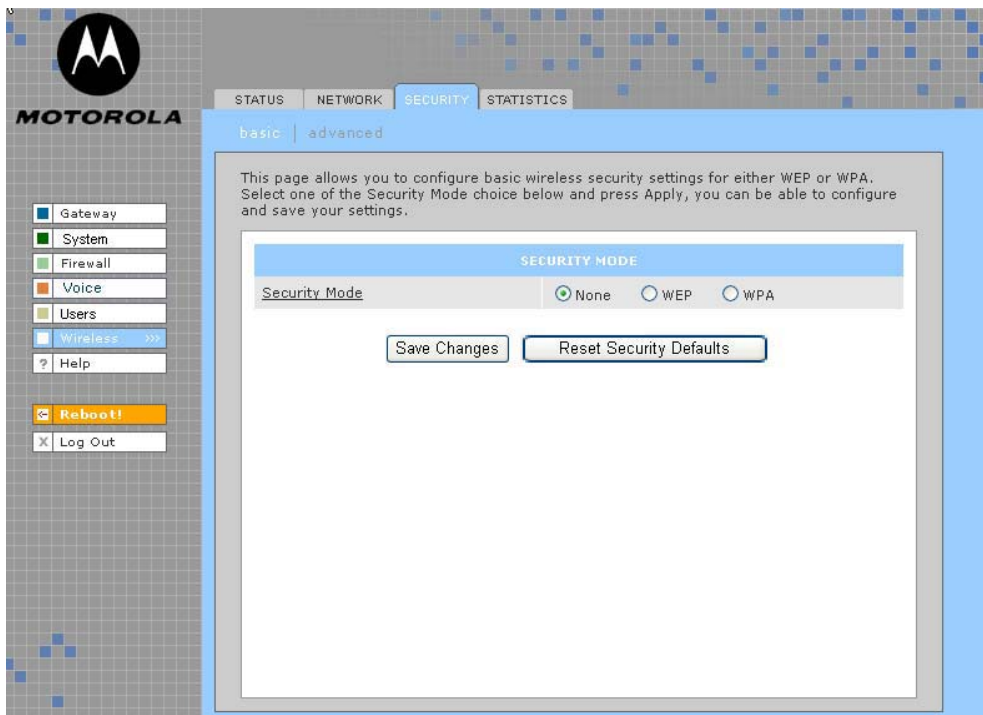 MOTOROLA
STATUS NETWORK SECURITY STATISTICS
basic | advanced
This page allows you to configure basic wireless security settings for either WEP or WPA.
Select one of the Security Mode choice below and press Apply, you can be able to configure
and save your settings.
Gateway
System
Firewall
Voice
Users
Wireless >>>
? Help
Reboot!
X Log Out
SECURITY MODE
Security Mode None WEP WPA
Save Changes Reset Security Defaults